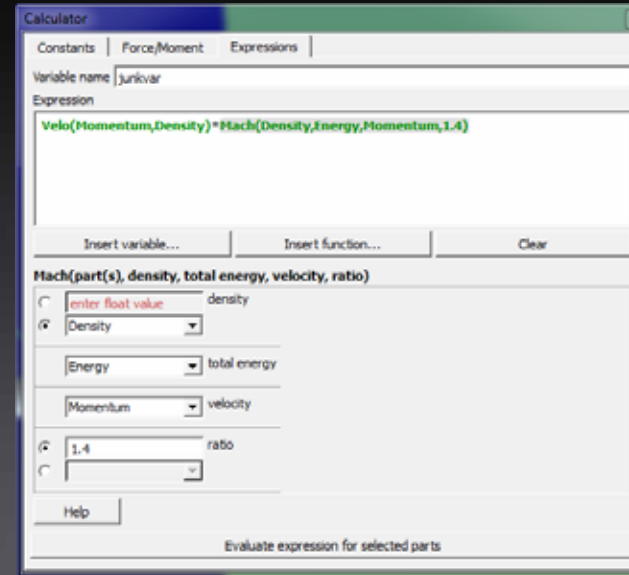 Calculator
Constants Force/Moment Expressions
Variable name junkvar
Expression
Velo(Momentum,Density)*Mach(Density,Energy,Momentum,1.4)
Insert variable... Insert function... Clear
Mach(part(s), density, total energy, velocity, ratio)
enter float value density
Density
Energy total energy
Momentum velocity
1.4 ratio
Help
Evaluate expression for selected parts